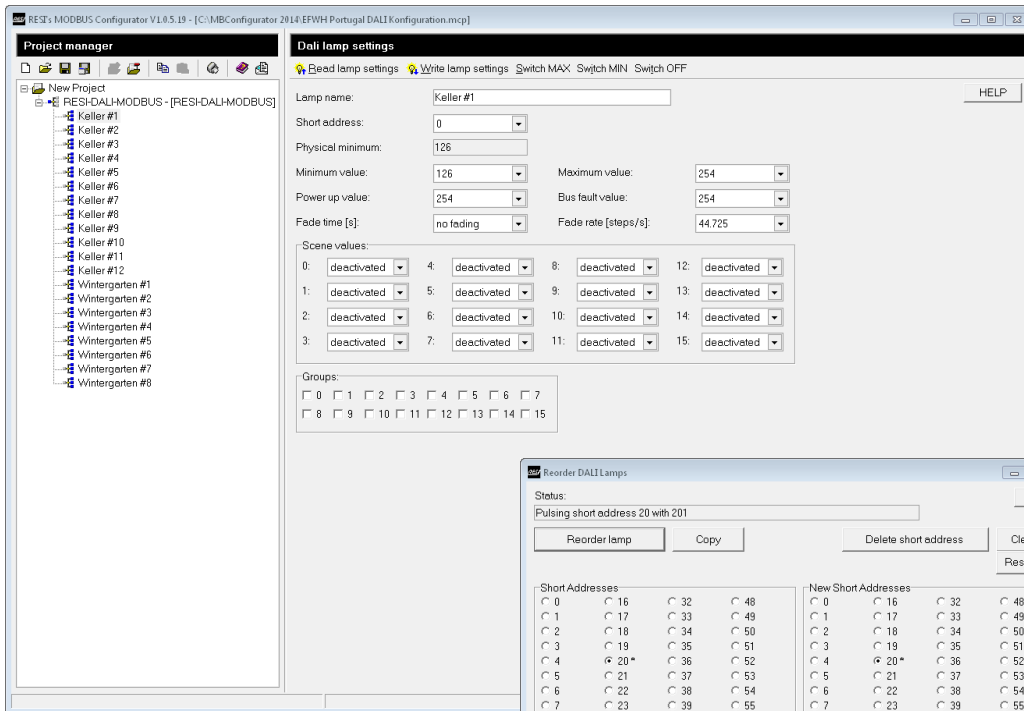 RESI's MODBUS Configurator V1.0.5.19 - [C:\MBConfigurator 2014\EFWH Portugal DALI Konfiguration.mcp]
Project manager
New Project
RESI-DALI-MODBUS - [RESI-DALI-MODBUS]
Keller #1
Keller #2
Keller #3
Keller #4
Keller #5
Keller #6
Keller #7
Keller #8
Keller #9
Keller #10
Keller #11
Keller #12
Wintergarten #1
Wintergarten #2
Wintergarten #3
Wintergarten #4
Wintergarten #5
Wintergarten #6
Wintergarten #7
Wintergarten #8
Dali lamp settings
Read lamp settings Write lamp settings Switch MAX Switch MIN Switch OFF
HELP
Lamp name: Keller #1
Short address: 0
Physical minimum: 126
Minimum value: 126 Maximum value: 254
Power up value: 254 Bus fault value: 254
Fade time [s]: no fading Fade rate [steps/s]: 44.725
Scene values:
0: deactivated 4: deactivated 8: deactivated 12: deactivated
1: deactivated 5: deactivated 9: deactivated 13: deactivated
2: deactivated 6: deactivated 10: deactivated 14: deactivated
3: deactivated 7: deactivated 11: deactivated 15: deactivated
Groups:
0 1 2 3 4 5 6 7
8 9 10 11 12 13 14 15
RESI Reorder DALI Lamps
Status:
Pulsing short address 20 with 201
Reorder lamp Copy Delete short address Cle
Res
Short Addresses New Short Addresses
0 16 32 48 0 16 32 48
1 17 33 49 1 17 33 49
2 18 34 50 2 18 34 50
3 19 35 51 3 19 35 51
4 20 * 36 52 4 20 * 36 52
5 21 37 53 5 21 37 53
6 22 38 54 6 22 38 54
7 23 39 55 7 23 39 55